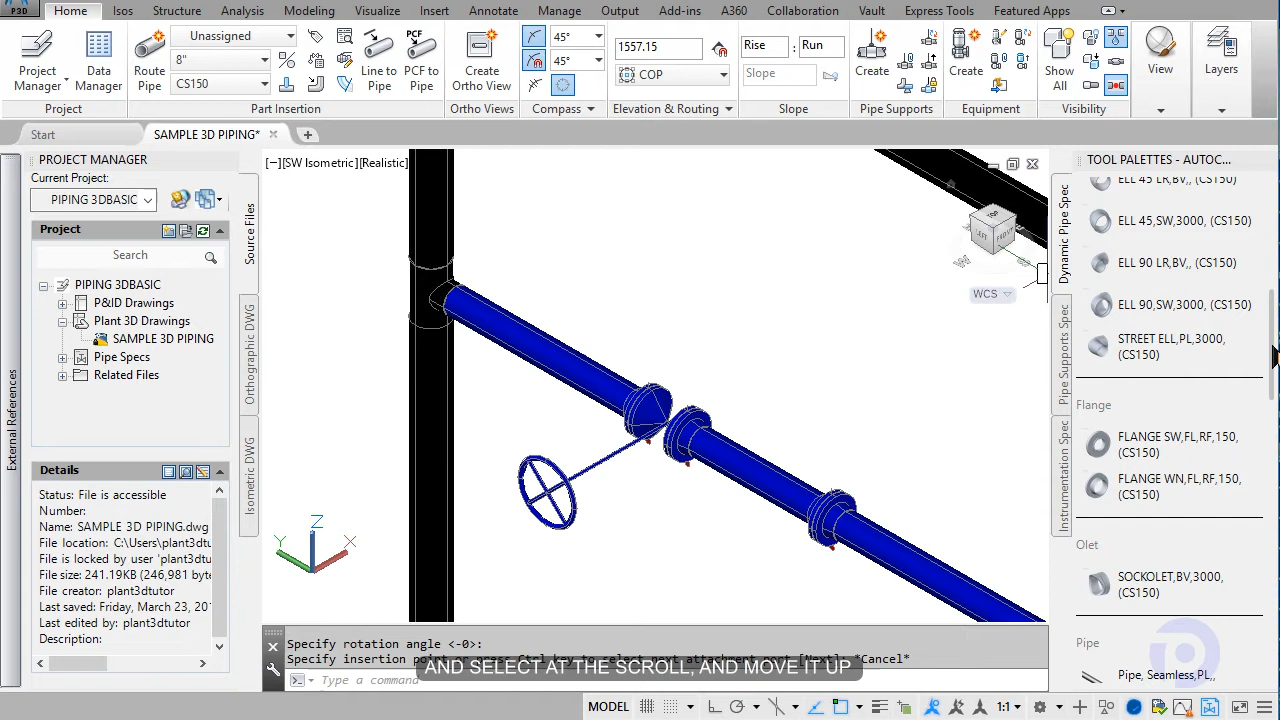 P3D
Home Isos Structure Analysis Modeling Visualize Insert Annotate Manage Output Add-ins A360 Collaboration Vault Express Tools Featured Apps
Project Manager
Data Manager
Project
Route Pipe
Unassigned
8"
CS150
Line to Pipe
PCF to Pipe
Part Insertion
Create Ortho View
Ortho Views
45°
45°
Compass
1557.15
COP
Elevation & Routing
Rise : Run
Slope
Slope
Create
Pipe Supports
Create
Equipment
Show All
Visibility
View
Layers
Start SAMPLE 3D PIPING*
PROJECT MANAGER
Current Project:
PIPING 3DBASIC
Project
Search
PIPING 3DBASIC
P&ID Drawings
Plant 3D Drawings
SAMPLE 3D PIPING
Pipe Specs
Related Files
Details
Status: File is accessible
Number:
Name: SAMPLE 3D PIPING.dwg
File location: C:\Users\plant3dtu
File is locked by user 'plant3dtu
File size: 241.19KB (246,981 byte
File creator: plant3dtutor
Last saved: Friday, March 23, 20
Last edited by: plant3dtutor
Description:
External References
Source Files
Orthographic DWG
Isometric DWG
[−][SW Isometric][Realistic]
LEFT
W
WCS
Z
Y
X
Specify rotation angle <-0>:
AND SELECT AT THE SCROLL, AND MOVE IT UP
Type a command
TOOL PALETTES - AUTOC...
Dynamic Pipe Spec
Pipe Supports Spec
Instrumentation Spec
ELL 45 LR,BV,, (CS150)
ELL 45,SW,3000, (CS150)
ELL 90 LR,BV,, (CS150)
ELL 90,SW,3000, (CS150)
STREET ELL,PL,3000,
(CS150)
Flange
FLANGE SW,FL,RF,150,
(CS150)
FLANGE WN,FL,RF,150,
(CS150)
Olet
SOCKOLET,BV,3000,
(CS150)
Pipe
Pipe, Seamless,PL,,
MODEL
1:1